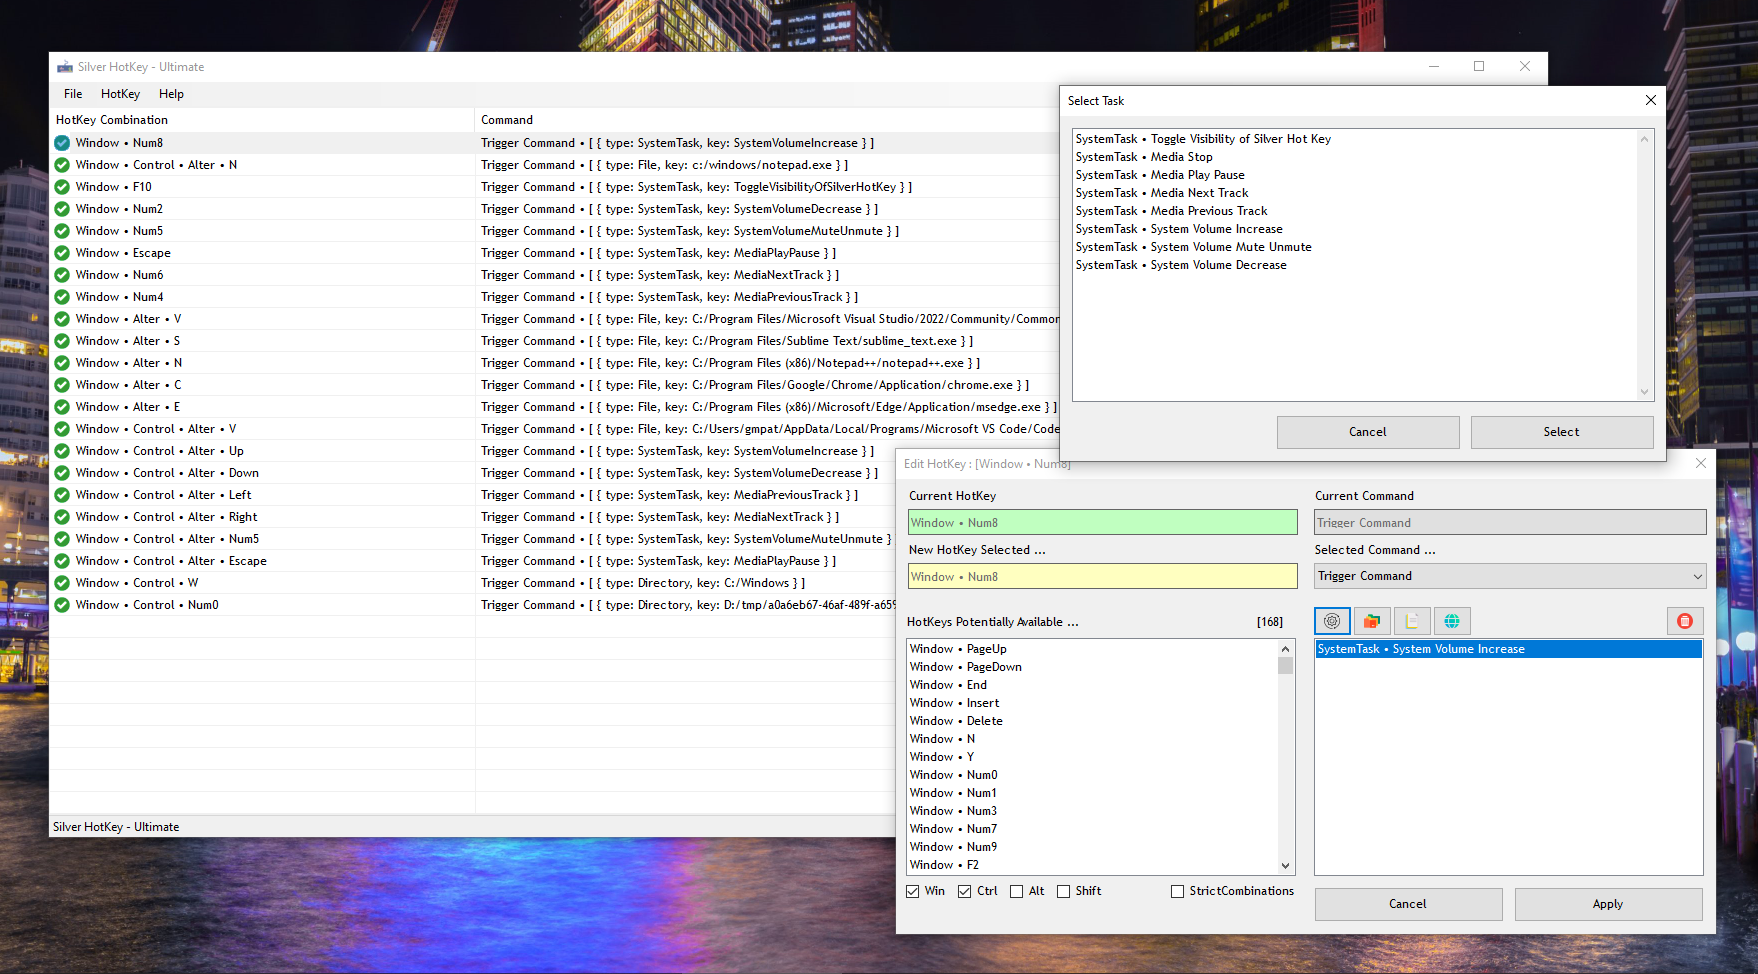 Silver HotKey - Ultimate
File HotKey Help
HotKey Combination Command
Window • Num8 Trigger Command • [ { type: SystemTask, key: SystemVolumeIncrease } ]
Window • Control • Alter • N Trigger Command • [ { type: File, key: c:/windows/notepad.exe } ]
Window • F10 Trigger Command • [ { type: SystemTask, key: ToggleVisibilityOfSilverHotKey } ]
Window • Num2 Trigger Command • [ { type: SystemTask, key: SystemVolumeDecrease } ]
Window • Num5 Trigger Command • [ { type: SystemTask, key: SystemVolumeMuteUnmute } ]
Window • Escape Trigger Command • [ { type: SystemTask, key: MediaPlayPause } ]
Window • Num6 Trigger Command • [ { type: SystemTask, key: MediaNextTrack } ]
Window • Num4 Trigger Command • [ { type: SystemTask, key: MediaPreviousTrack } ]
Window • Alter • V Trigger Command • [ { type: File, key: C:/Program Files/Microsoft Visual Studio/2022/Community/Common
Window • Alter • S Trigger Command • [ { type: File, key: C:/Program Files/Sublime Text/sublime_text.exe } ]
Window • Alter • N Trigger Command • [ { type: File, key: C:/Program Files (x86)/Notepad++/notepad++.exe } ]
Window • Alter • C Trigger Command • [ { type: File, key: C:/Program Files/Google/Chrome/Application/chrome.exe } ]
Window • Alter • E Trigger Command • [ { type: File, key: C:/Program Files (x86)/Microsoft/Edge/Application/msedge.exe } ]
Window • Control • Alter • V Trigger Command • [ { type: File, key: C:/Users/gmpat/AppData/Local/Programs/Microsoft VS Code/Code
Window • Control • Alter • Up Trigger Command • [ { type: SystemTask, key: SystemVolumeIncrease } ]
Window • Control • Alter • Down Trigger Command • [ { type: SystemTask, key: SystemVolumeDecrease } ]
Window • Control • Alter • Left Trigger Command • [ { type: SystemTask, key: MediaPreviousTrack } ]
Window • Control • Alter • Right Trigger Command • [ { type: SystemTask, key: MediaNextTrack } ]
Window • Control • Alter • Num5 Trigger Command • [ { type: SystemTask, key: SystemVolumeMuteUnmute }
Window • Control • Alter • Escape Trigger Command • [ { type: SystemTask, key: MediaPlayPause } ]
Window • Control • W Trigger Command • [ { type: Directory, key: C:/Windows } ]
Window • Control • Num0 Trigger Command • [ { type: Directory, key: D:/tmp/a0a6eb67-46af-489f-a659
Silver HotKey - Ultimate
Select Task
SystemTask • Toggle Visibility of Silver Hot Key
SystemTask • Media Stop
SystemTask • Media Play Pause
SystemTask • Media Next Track
SystemTask • Media Previous Track
SystemTask • System Volume Increase
SystemTask • System Volume Mute Unmute
SystemTask • System Volume Decrease
Cancel Select
Edit HotKey : [Window • Num8]
Current HotKey
Window • Num8
New HotKey Selected ...
Window • Num8
HotKeys Potentially Available ... [168]
Window • PageUp
Window • PageDown
Window • End
Window • Insert
Window • Delete
Window • N
Window • Y
Window • Num0
Window • Num1
Window • Num3
Window • Num7
Window • Num9
Window • F2
Win Ctrl Alt Shift StrictCombinations
Current Command
Trigger Command
Selected Command ...
Trigger Command
SystemTask • System Volume Increase
Cancel Apply